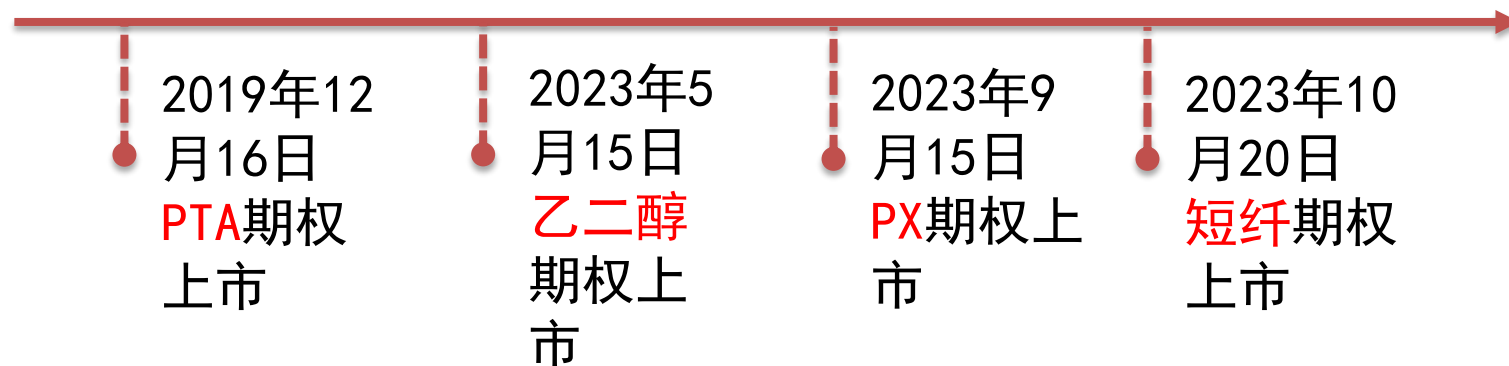 2019年12
月16日
PTA期权
上市
2023年5
月15日
乙二醇
期权上
市
2023年9
月15日
PX期权上
市
2023年10
月20日
短纤期权
上市